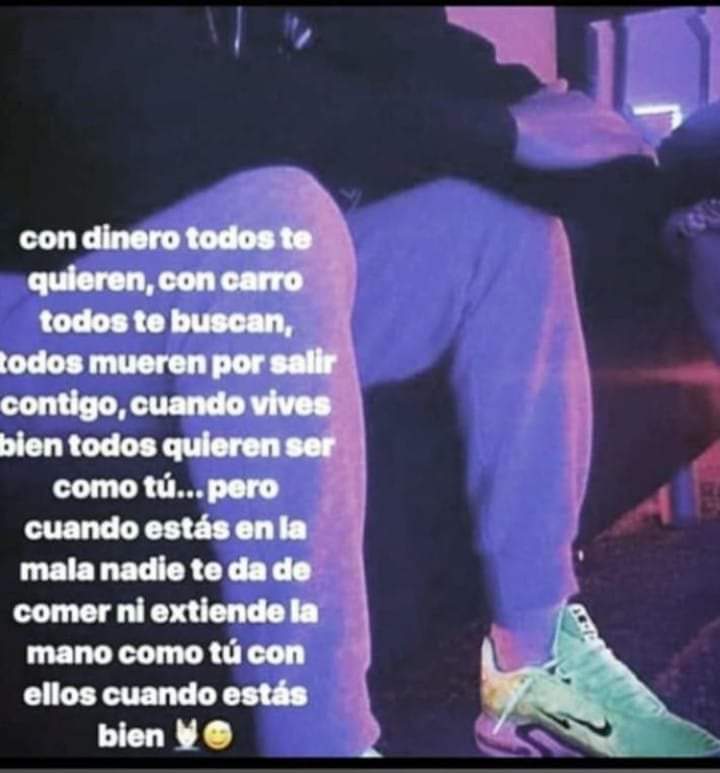 con dinero todos te
quieren, con carro
todos te buscan,
todos mueren por salir
contigo, cuando vives
bien todos quieren ser
como tú... pero
cuando estás en la
mala nadie te da de
comer ni extiende la
mano como tú con
ellos cuando estás
bien 🤘😅